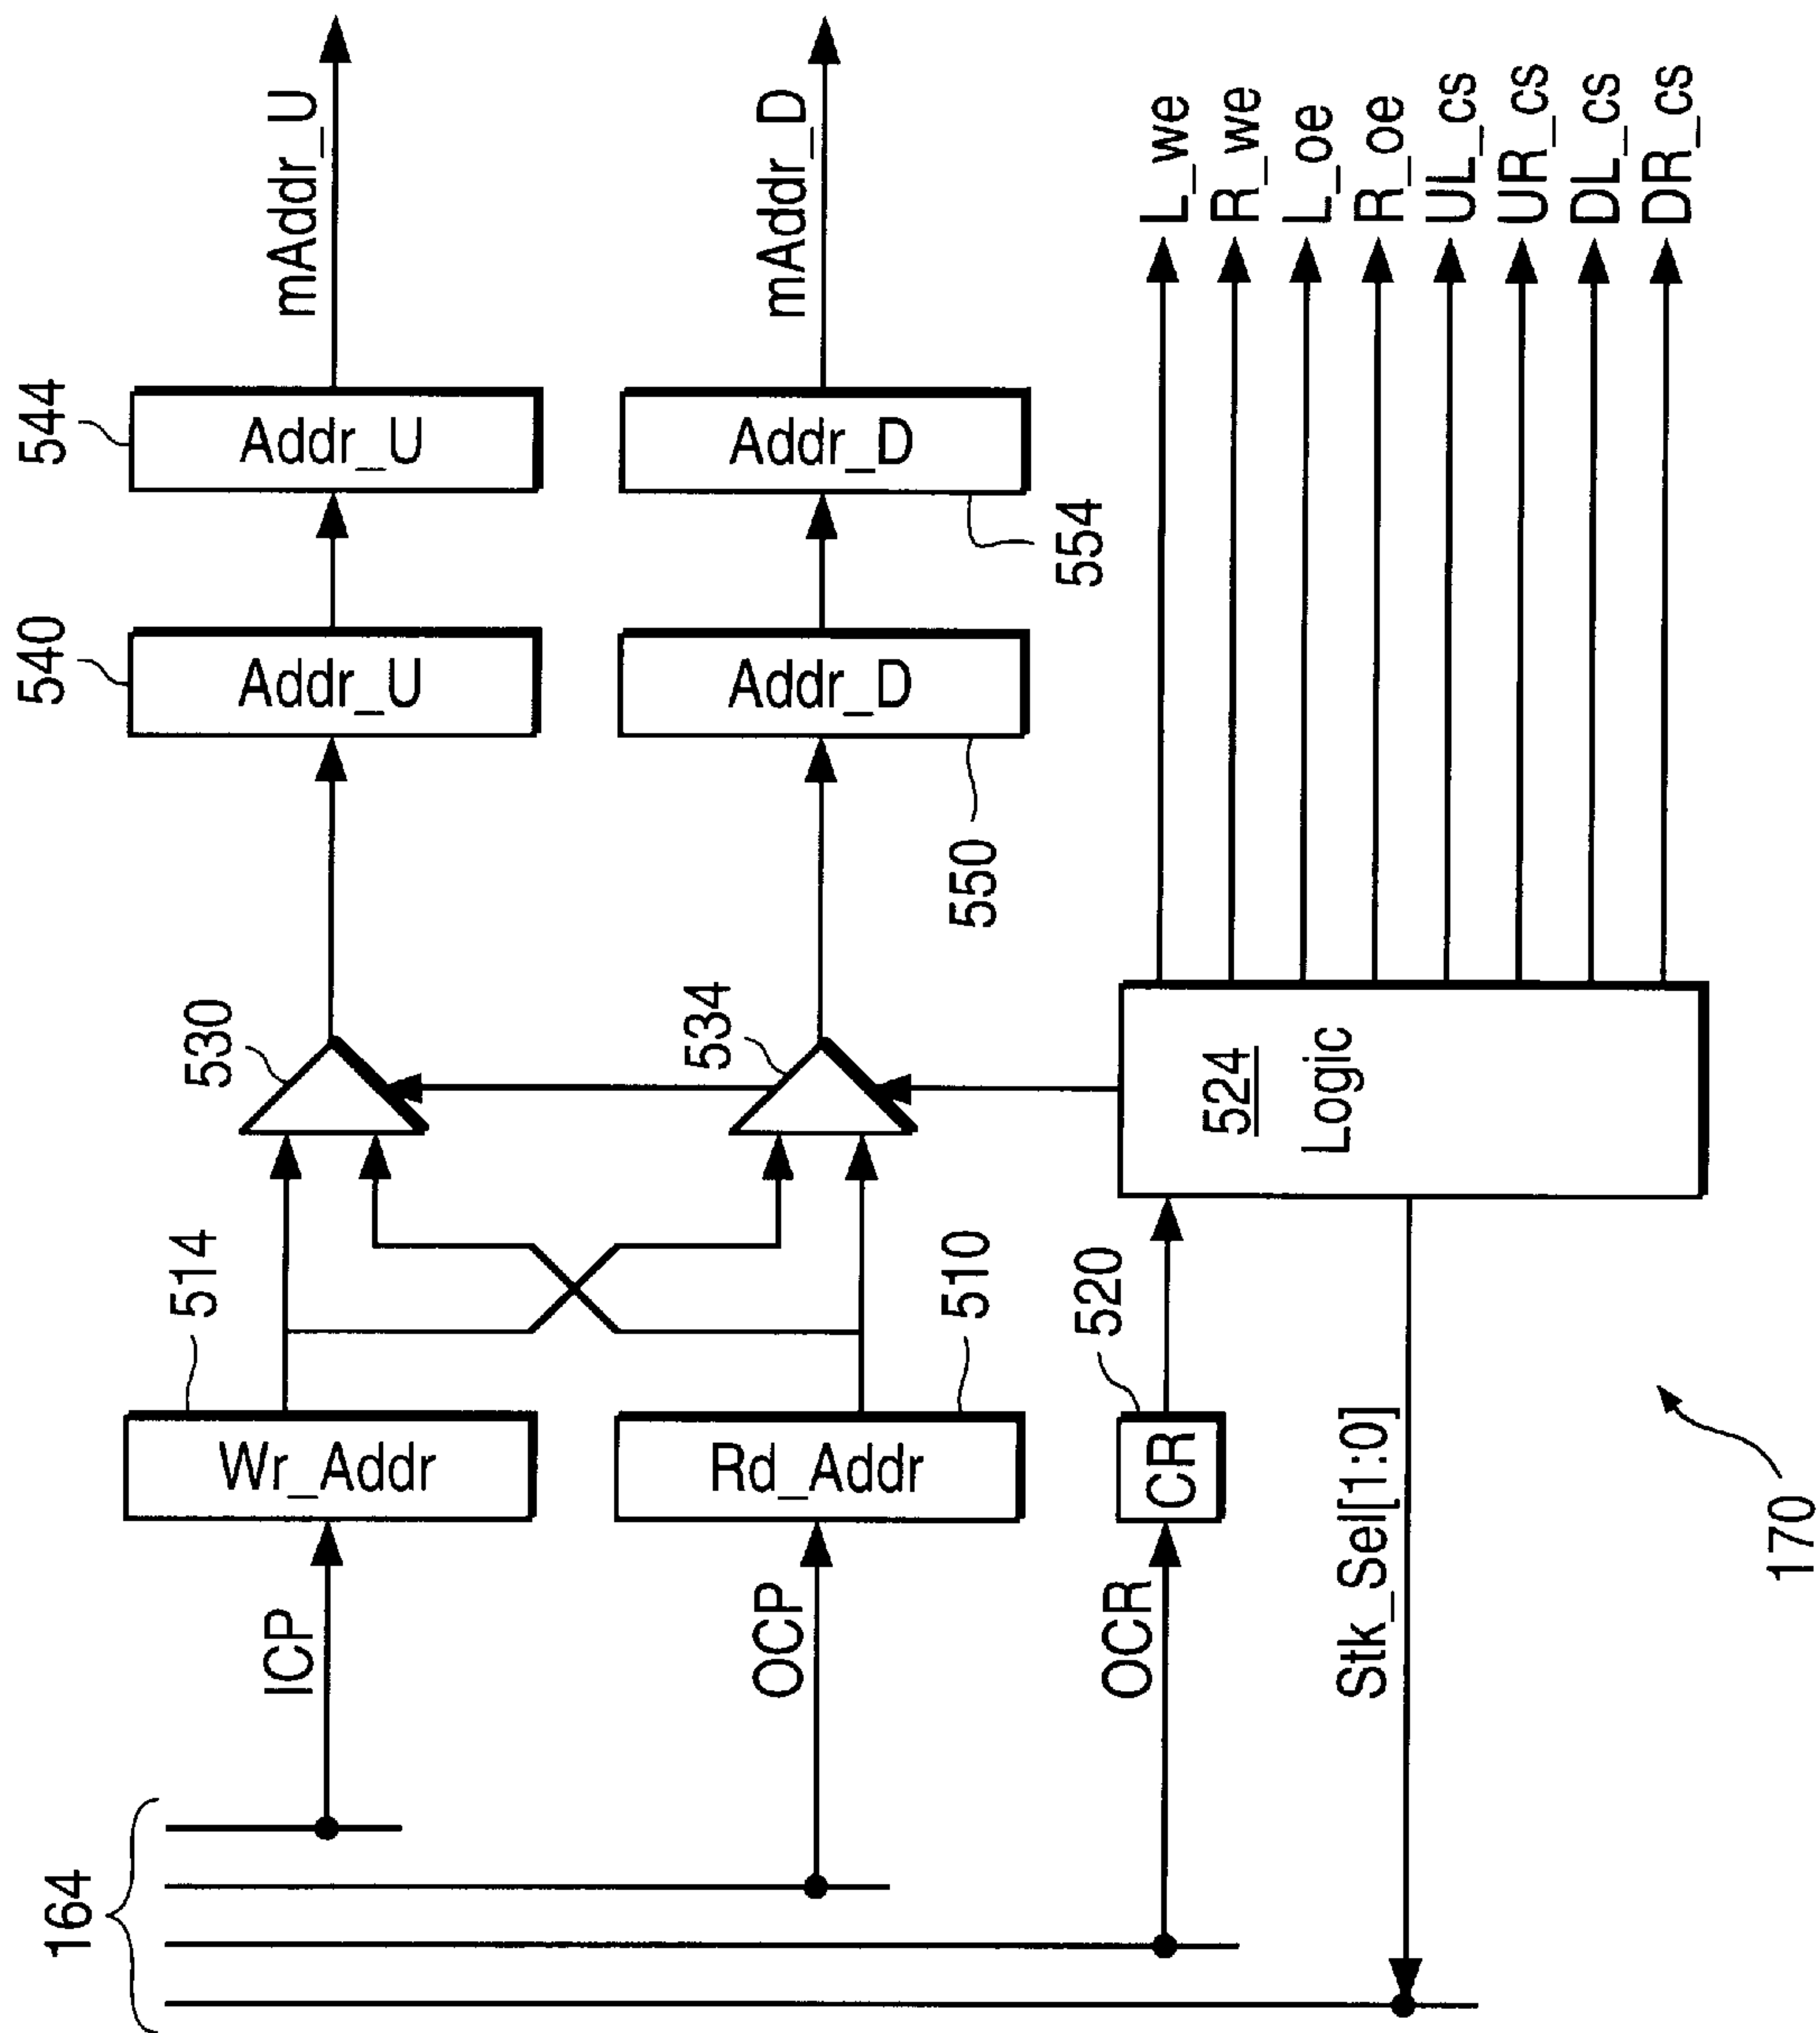 164
ICP
OCP
OCR
Stk_Sel[1:0]
514
Wr_Addr
510
Rd_Addr
520
CR
530
534
524
Logic
540
Addr_U
544
Addr_U
mAddr_U
550
Addr_D
554
Addr_D
mAddr_D
L_we
R_we
L_oe
R_oe
UL_cs
UR_cs
DL_cs
DR_cs
170